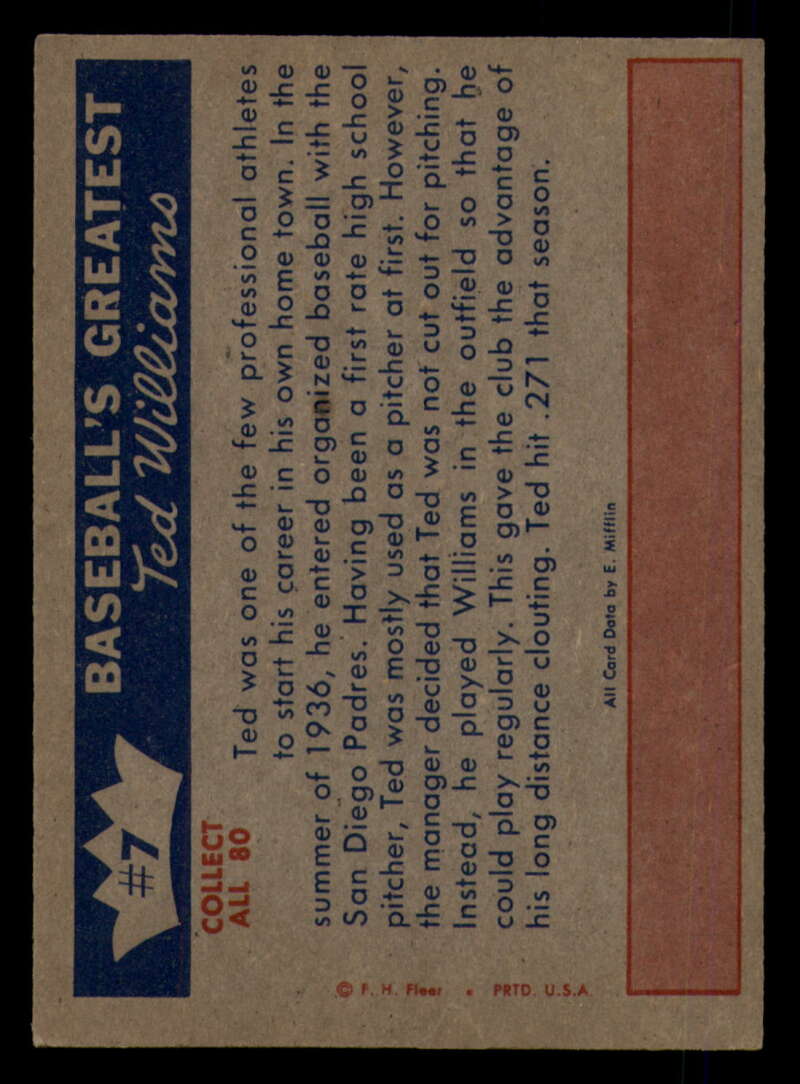 #7
BASEBALL'S GREATEST
Ted Williams
COLLECT
ALL 80
Ted was one of the few professional athletes
to start his career in his own home town. In the
summer of 1936, he entered organized baseball with the
San Diego Padres. Having been a first rate high school
pitcher, Ted was mostly used as a pitcher at first. However,
the manager decided that Ted was not cut out for pitching.
Instead, he played Williams in the outfield so that he
could play regularly. This gave the club the advantage of
his long distance clouting. Ted hit .271 that season.
All Card Data by E. Mifflin
© F. H. Fleer • PRTD. U.S.A.